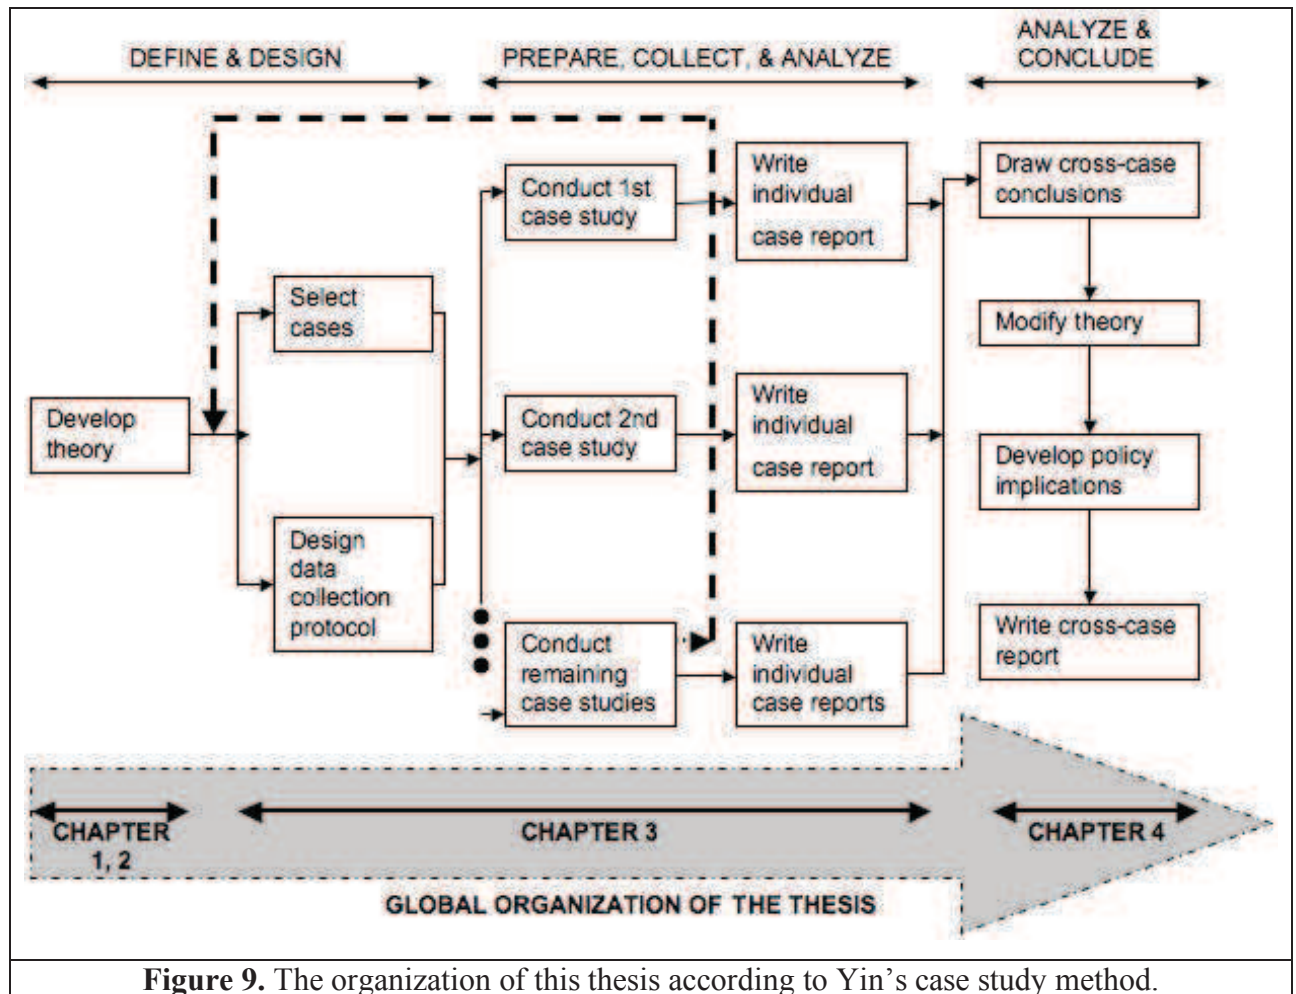 DEFINE & DESIGN
PREPARE, COLLECT, & ANALYZE
ANALYZE &
CONCLUDE
Develop
theory
Select
cases
Design
data
collection
protocol
Conduct 1st
case study
Conduct 2nd
case study
Conduct
remaining
case studies
Write
individual
case report
Write
individual
case report
Write
individual
case reports
Draw cross-case
conclusions
Modify theory
Develop policy
implications
Write cross-case
report
CHAPTER
1, 2
CHAPTER 3
CHAPTER 4
GLOBAL ORGANIZATION OF THE THESIS
Figure 9. The organization of this thesis according to Yin’s case study method.